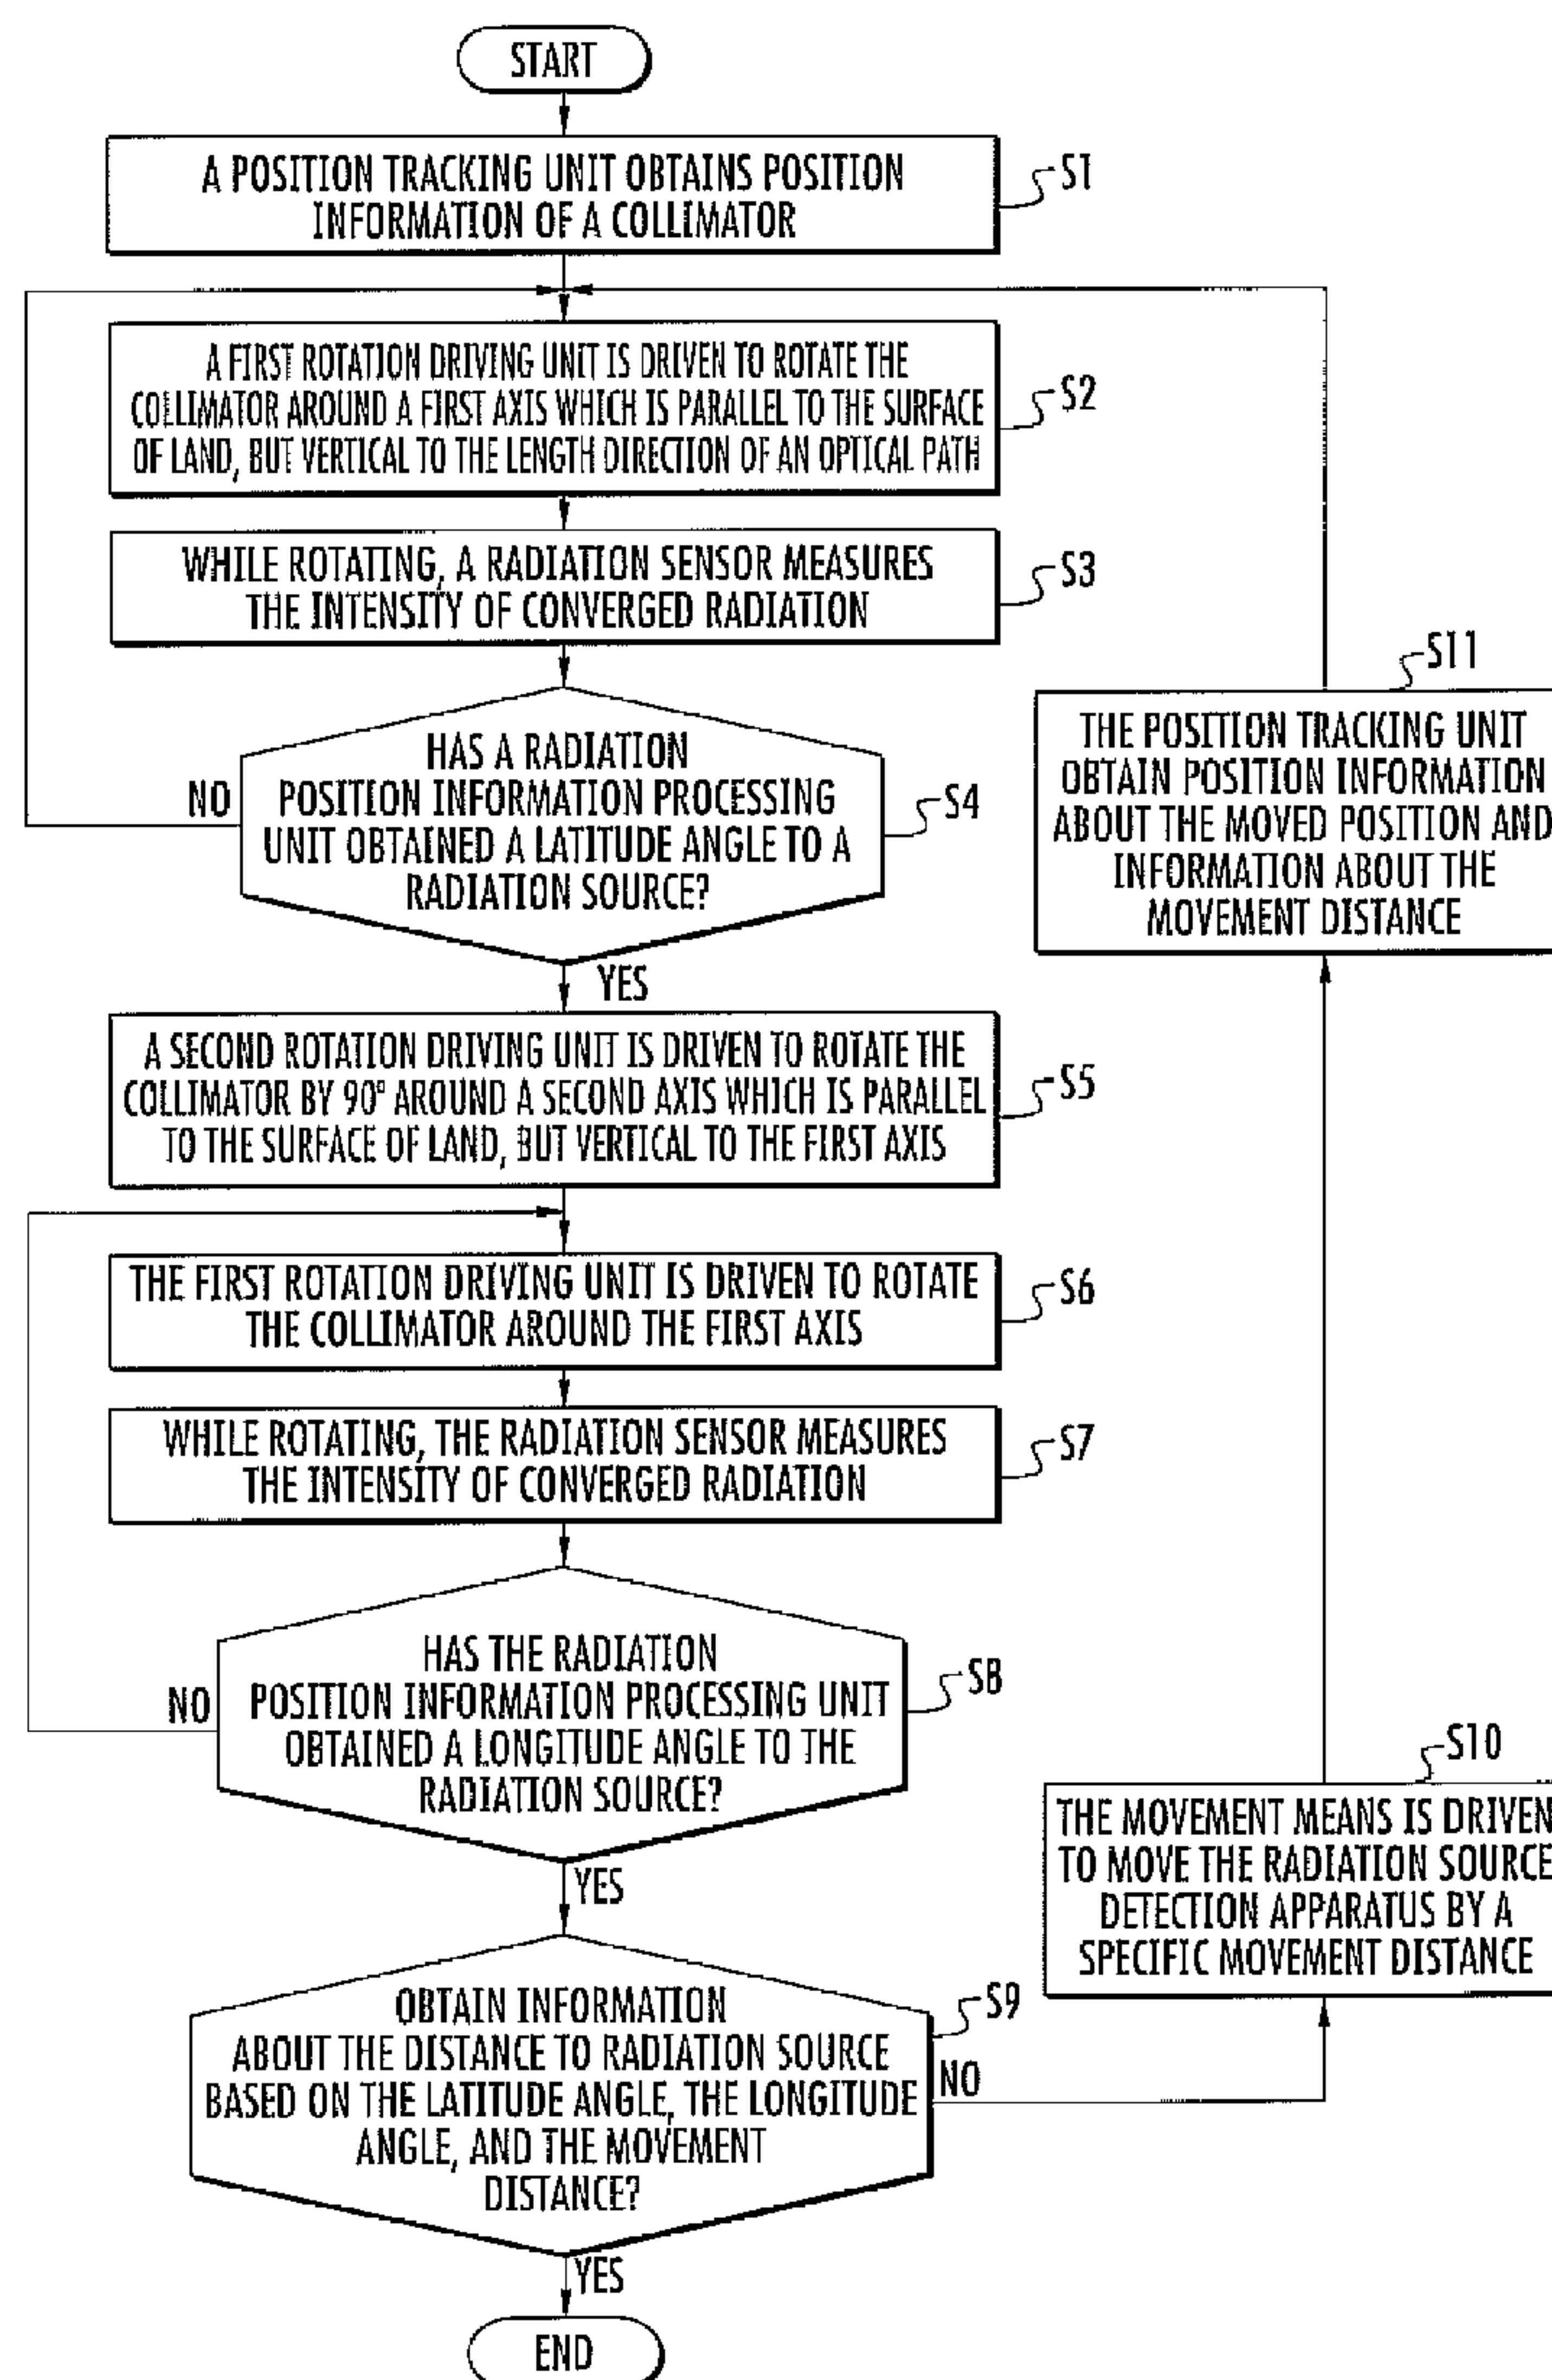 START
A POSITION TRACKING UNIT OBTAINS POSITION
INFORMATION OF A COLLIMATOR
S1
A FIRST ROTATION DRIVING UNIT IS DRIVEN TO ROTATE THE
COLLIMATOR AROUND A FIRST AXIS WHICH IS PARALLEL TO THE SURFACE
OF LAND, BUT VERTICAL TO THE LENGTH DIRECTION OF AN OPTICAL PATH
S2
WHILE ROTATING, A RADIATION SENSOR MEASURES
THE INTENSITY OF CONVERGED RADIATION
S3
HAS A RADIATION
POSITION INFORMATION PROCESSING
UNIT OBTAINED A LATITUDE ANGLE TO A
RADIATION SOURCE?
S4
NO
YES
A SECOND ROTATION DRIVING UNIT IS DRIVEN TO ROTATE THE
COLLIMATOR BY 90° AROUND A SECOND AXIS WHICH IS PARALLEL
TO THE SURFACE OF LAND, BUT VERTICAL TO THE FIRST AXIS
S5
THE FIRST ROTATION DRIVING UNIT IS DRIVEN TO ROTATE
THE COLLIMATOR AROUND THE FIRST AXIS
S6
WHILE ROTATING, THE RADIATION SENSOR MEASURES
THE INTENSITY OF CONVERGED RADIATION
S7
HAS THE RADIATION
POSITION INFORMATION PROCESSING UNIT
OBTAINED A LONGITUDE ANGLE TO THE
RADIATION SOURCE?
S8
NO
YES
OBTAIN INFORMATION
ABOUT THE DISTANCE TO RADIATION SOURCE
BASED ON THE LATITUDE ANGLE, THE LONGITUDE
ANGLE, AND THE MOVEMENT
DISTANCE?
S9
NO
YES
END
S10
THE MOVEMENT MEANS IS DRIVEN
TO MOVE THE RADIATION SOURCE
DETECTION APPARATUS BY A
SPECIFIC MOVEMENT DISTANCE
S11
THE POSITION TRACKING UNIT
OBTAIN POSITION INFORMATION
ABOUT THE MOVED POSITION AND
INFORMATION ABOUT THE
MOVEMENT DISTANCE